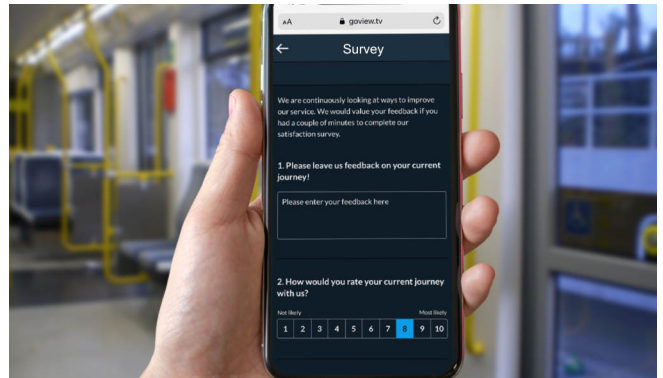 AA goview.tv
Survey
We are continuously looking at ways to improve
our service. We would value your feedback if you
had a couple of minutes to complete our
satisfaction survey.
1. Please leave us feedback on your current
journey!
Please enter your feedback here
2. How would you rate your current journey
with us?
Not likely Most likely
1 2 3 4 5 6 7 8 9 10